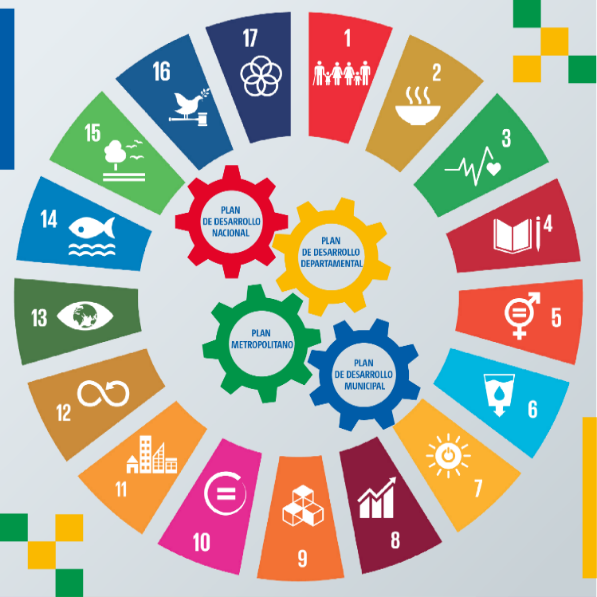 1
2
3
4
5
6
7
8
9
10
11
12
13
14
15
16
17
PLAN
DE DESARROLLO
NACIONAL
PLAN
DE DESARROLLO
DEPARTAMENTAL
PLAN
METROPOLITANO
PLAN
DE DESARROLLO
MUNICIPAL